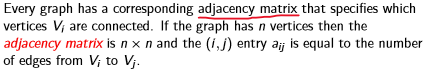 Every graph has a corresponding adjacency matrix that specifies which
vertices Vᵢ are connected. If the graph has n vertices then the
adjacency matrix is n × n and the (i, j) entry aᵢⱼ is equal to the number
of edges from Vᵢ to Vⱼ.